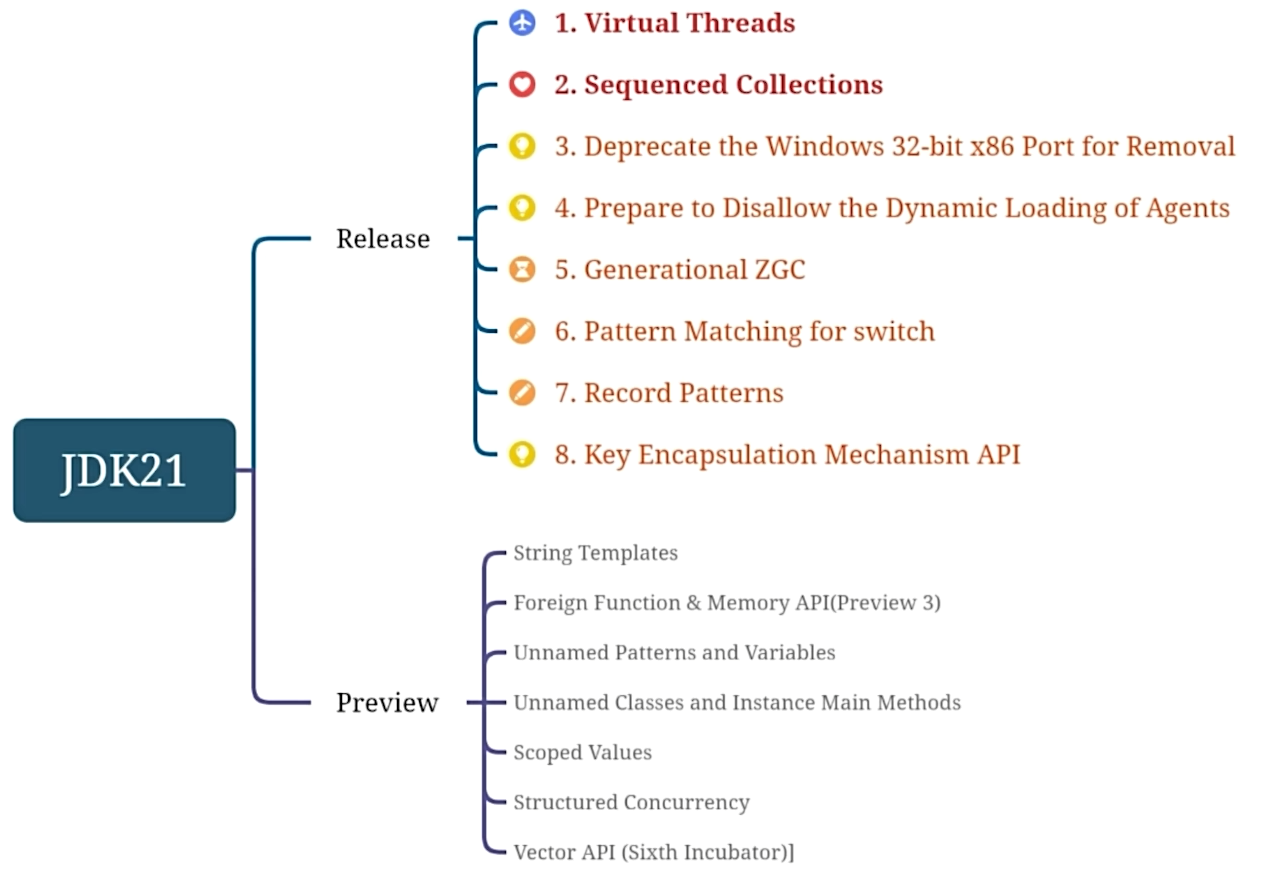 1. Virtual Threads
2. Sequenced Collections
3. Deprecate the Windows 32-bit x86 Port for Removal
4. Prepare to Disallow the Dynamic Loading of Agents
Release
5. Generational ZGC
6. Pattern Matching for switch
7. Record Patterns
8. Key Encapsulation Mechanism API
JDK21
String Templates
Foreign Function & Memory API(Preview 3)
Unnamed Patterns and Variables
Preview
Unnamed Classes and Instance Main Methods
Scoped Values
Structured Concurrency
Vector API (Sixth Incubator)]